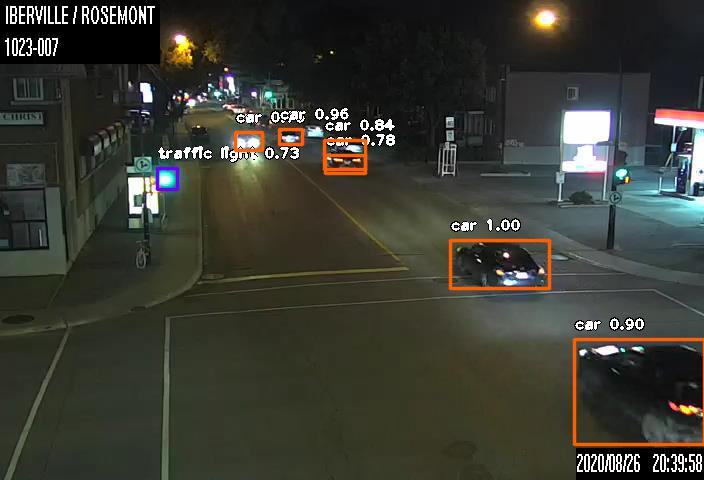 IBERVILLE / ROSEMONT
1023-007
car 0.96
car 0.84
car 0.78
traffic light 0.73
CHRIST
car 1.00
car 0.90
2020/08/26 20:39:58